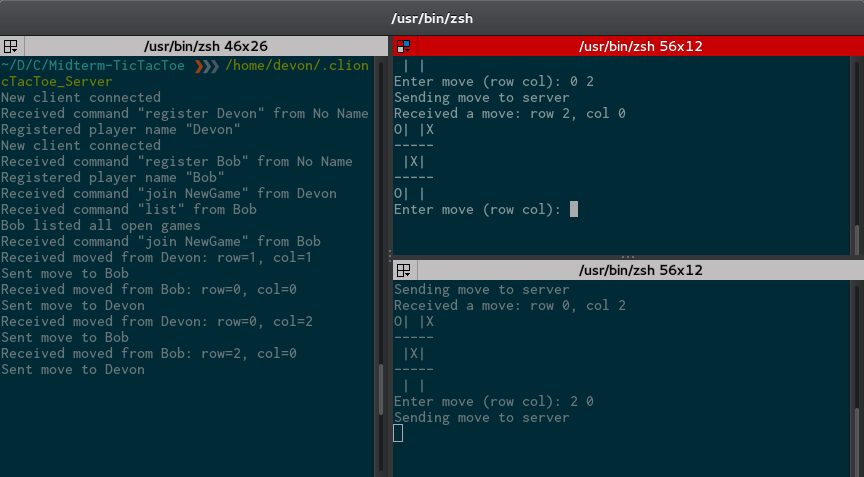 /usr/bin/zsh
/usr/bin/zsh 46x26
~/D/C/Midterm-TicTacToe ❯❯❯ /home/devon/.clion
cTacToe_Server
New client connected
Received command "register Devon" from No Name
Registered player name "Devon"
New client connected
Received command "register Bob" from No Name
Registered player name "Bob"
Received command "join NewGame" from Devon
Received command "list" from Bob
Bob listed all open games
Received command "join NewGame" from Bob
Received moved from Devon: row=1, col=1
Sent move to Bob
Received moved from Bob: row=0, col=0
Sent move to Devon
Received moved from Devon: row=0, col=2
Sent move to Bob
Received moved from Bob: row=2, col=0
Sent move to Devon
/usr/bin/zsh 56x12
 | |
Enter move (row col): 0 2
Sending move to server
Received a move: row 2, col 0
O| |X
-----
 |X|
-----
O| |
Enter move (row col):
/usr/bin/zsh 56x12
Sending move to server
Received a move: row 0, col 2
O| |X
-----
 |X|
-----
 | |
Enter move (row col): 2 0
Sending move to server